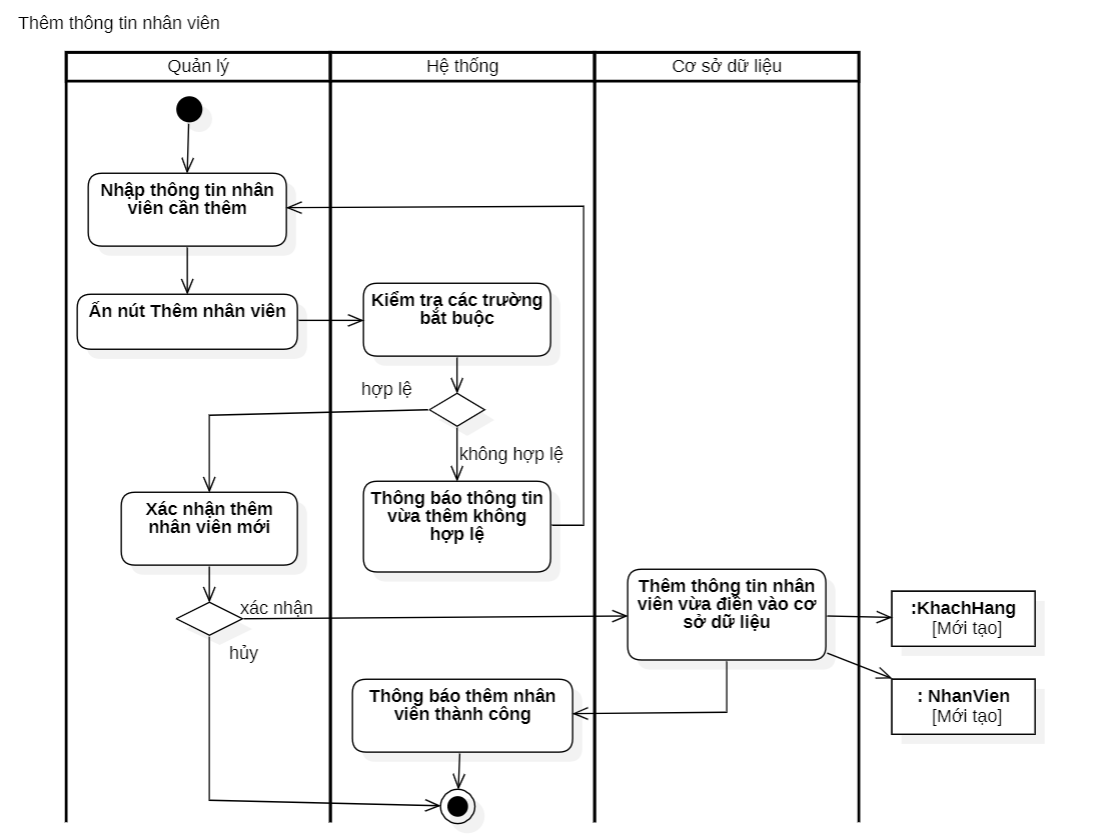 Thêm thông tin nhân viên
Quản lý
Hệ thống
Cơ sở dữ liệu
Nhập thông tin nhân
viên cần thêm
Ấn nút Thêm nhân viên
Kiểm tra các trường
bắt buộc
hợp lệ
không hợp lệ
Thông báo thông tin
vừa thêm không
hợp lệ
Xác nhận thêm
nhân viên mới
xác nhận
hủy
Thêm thông tin nhân
viên vừa điền vào cơ
sở dữ liệu
:KhachHang
[Mới tạo]
: NhanVien
[Mới tạo]
Thông báo thêm nhân
viên thành công